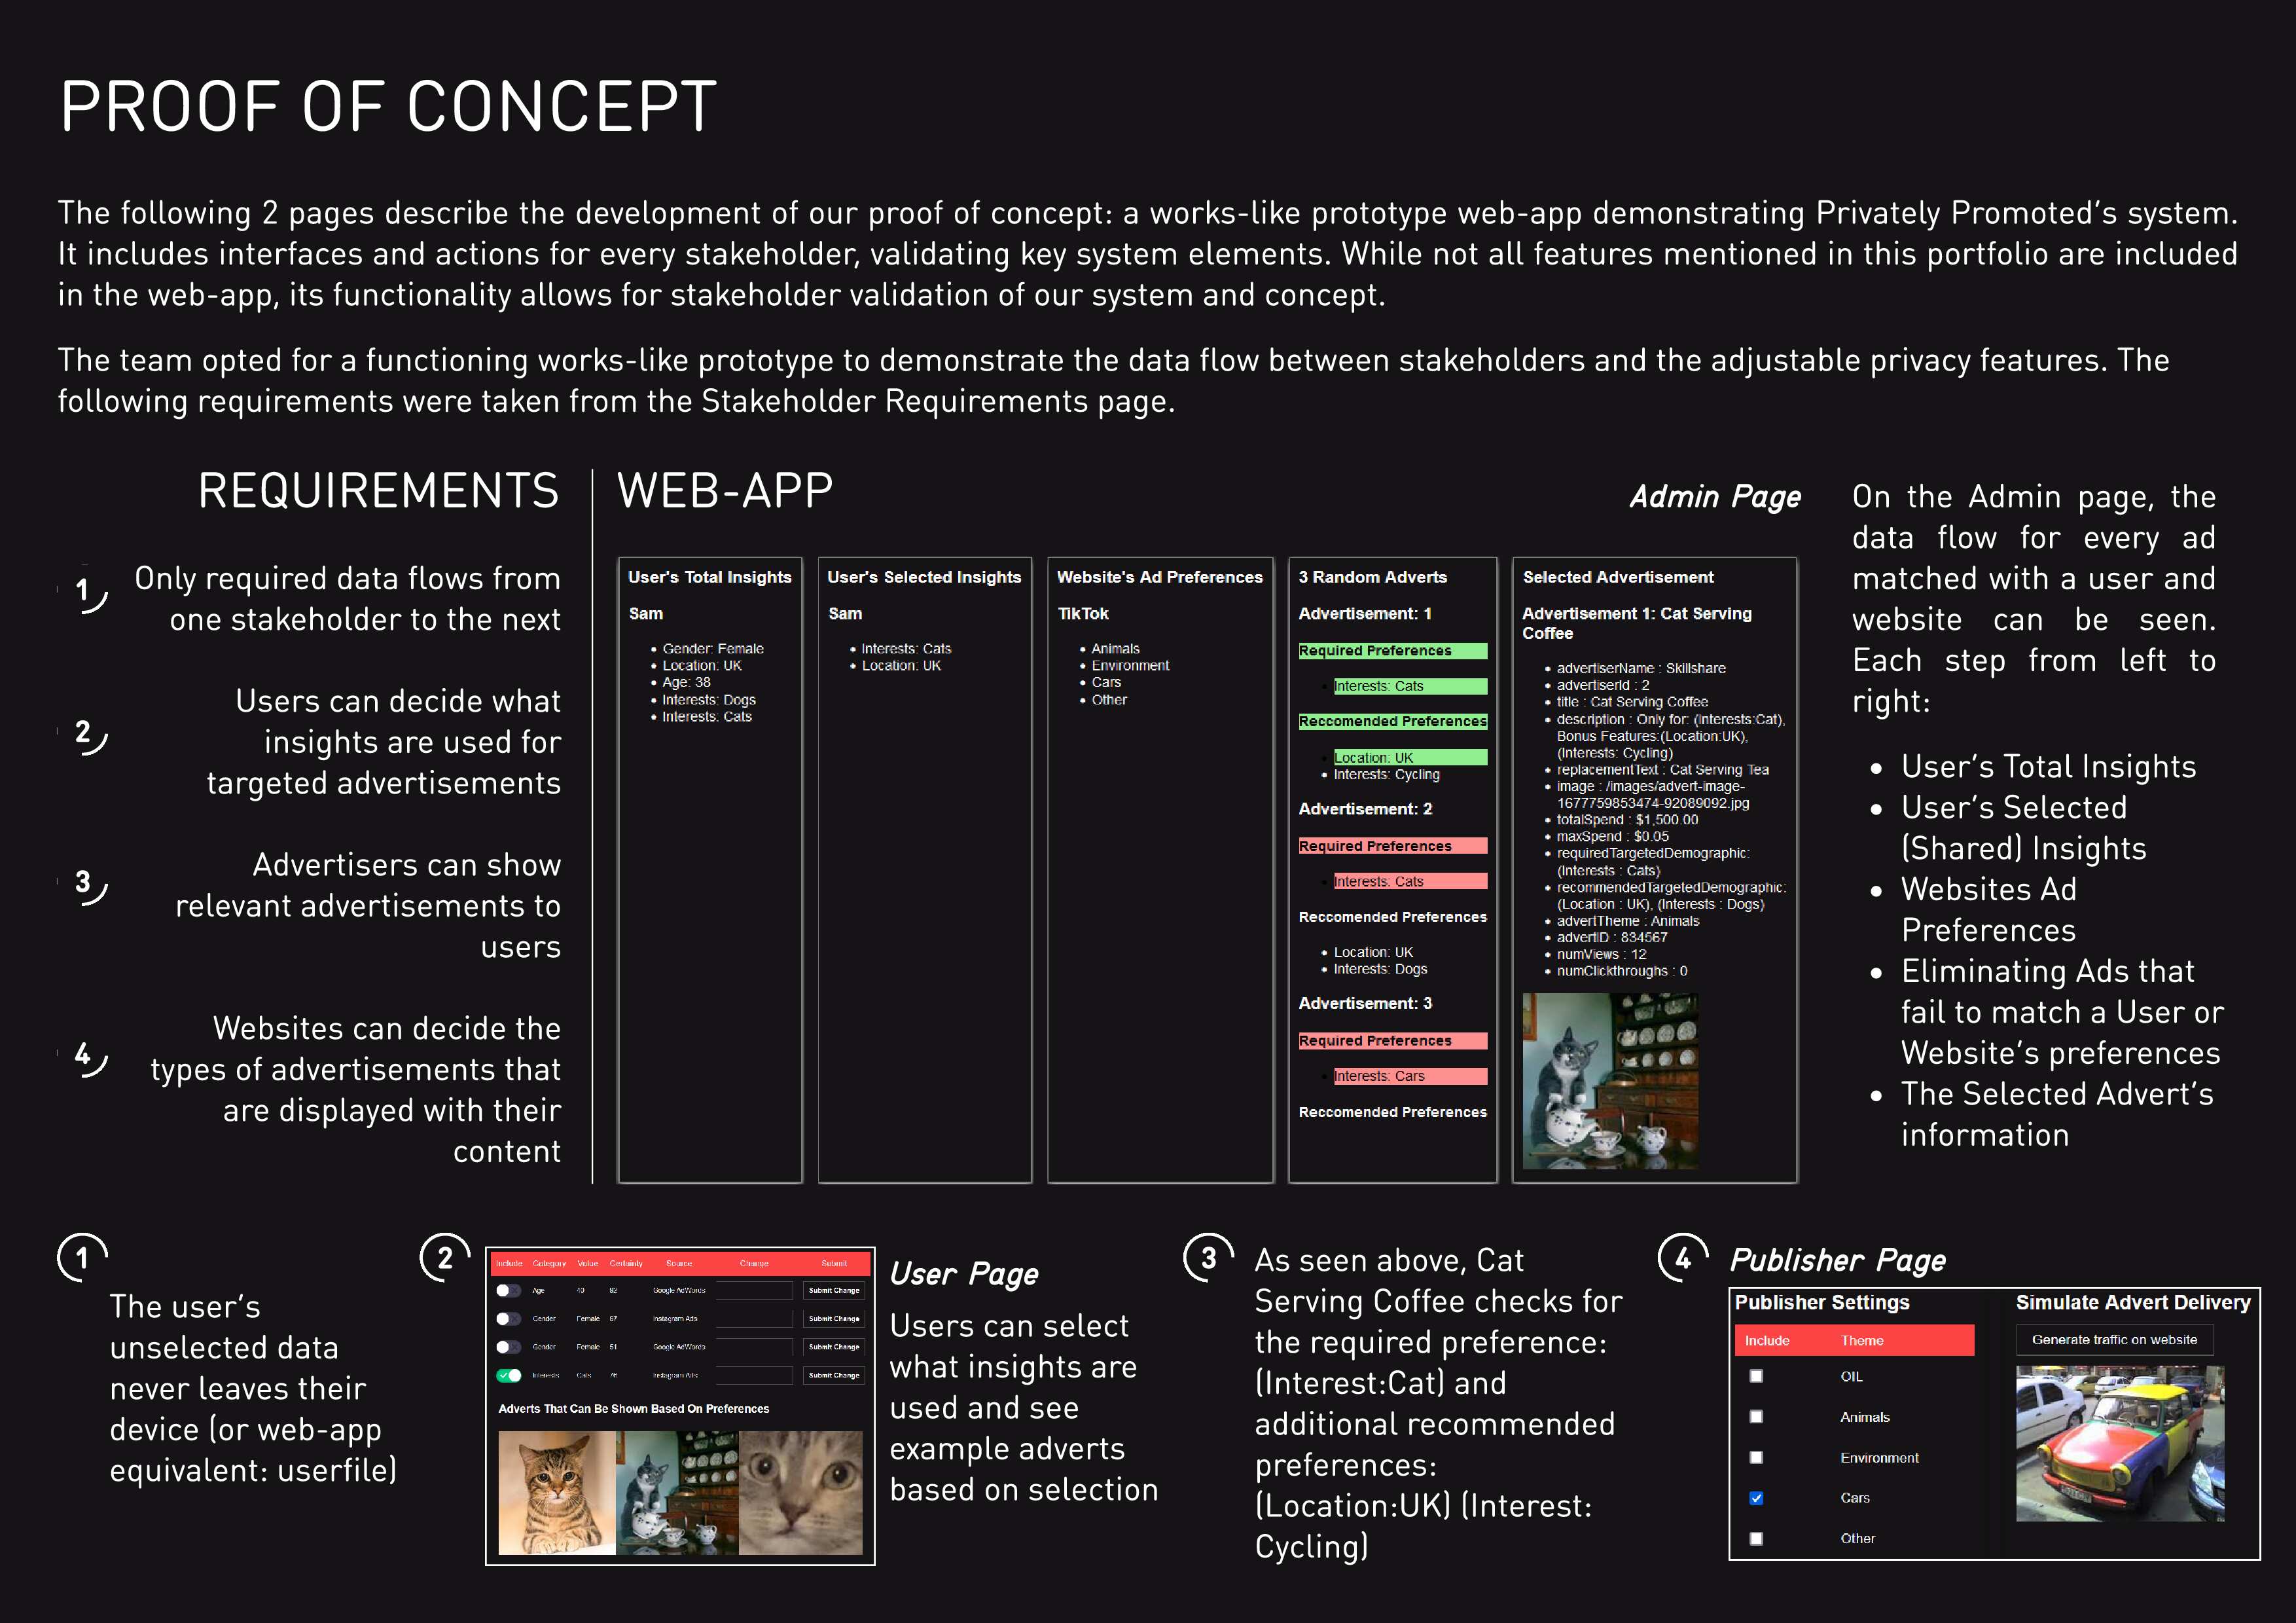 PROOF OF CONCEPT
The following 2 pages describe the development of our proof of concept: a works-like prototype web-app demonstrating Privately Promoted's system.
It includes interfaces and actions for every stakeholder, validating key system elements. While not all features mentioned in this portfolio are included
in the web-app, its functionality allows for stakeholder validation of our system and concept.
The team opted for a functioning works-like prototype to demonstrate the data flow between stakeholders and the adjustable privacy features. The
following requirements were taken from the Stakeholder Requirements page.
REQUIREMENTS
1
Only required data flows from
one stakeholder to the next
2
Users can decide what
insights are used for
targeted advertisements
3
Advertisers can show
relevant advertisements to
users
4
Websites can decide the
types of advertisements that
are displayed with their
content
WEB-APP
Admin Page
User's Total Insights
Sam
• Gender: Female
• Location: UK
• Age: 38
• Interests: Dogs
• Interests: Cats
User's Selected Insights
Sam
• Interests: Cats
• Location: UK
Website's Ad Preferences
TikTok
• Animals
• Environment
• Cars
• Other
3 Random Adverts
Advertisement: 1
Required Preferences
• Interests: Cats
Reccomended Preferences
• Location: UK
• Interests: Cycling
Advertisement: 2
Required Preferences
• Interests: Cats
Reccomended Preferences
• Location: UK
• Interests: Dogs
Advertisement: 3
Required Preferences
• Interests: Cars
Reccomended Preferences
Selected Advertisement
Advertisement 1: Cat Serving
Coffee
• advertiserName : Skillshare
• advertiserId : 2
• title : Cat Serving Coffee
• description : Only for: (Interests:Cat),
Bonus Features:(Location:UK),
(Interests: Cycling)
• replacementText : Cat Serving Tea
• image : /images/advert-image-
1677759853474-92089092.jpg
• totalSpend : $1,500.00
• maxSpend : $0.05
• requiredTargetedDemographic:
(Interests : Cats)
• recommendedTargetedDemographic:
(Location : UK), (Interests : Dogs)
• advertTheme : Animals
• advertID : 834567
• numViews : 12
• numClickthroughs : 0
On the Admin page, the
data flow for every ad
matched with a user and
website can be seen.
Each step from left to
right:
• User's Total Insights
• User's Selected
(Shared) Insights
• Websites Ad
Preferences
• Eliminating Ads that
fail to match a User or
Website's preferences
• The Selected Advert's
information
1
The user's
unselected data
never leaves their
device (or web-app
equivalent: userfile)
2
Include Category Value Certainty Source Change Submit
Age 40 92 Google AdWords Submit Change
Gender Female 67 Instagram Ads Submit Change
Gender Female 51 Google AdWords Submit Change
Interests Cats 76 Instagram Ads Submit Change
Adverts That Can Be Shown Based On Preferences
User Page
Users can select
what insights are
used and see
example adverts
based on selection
3
As seen above, Cat
Serving Coffee checks for
the required preference:
(Interest:Cat) and
additional recommended
preferences:
(Location:UK) (Interest:
Cycling)
4
Publisher Page
Publisher Settings
Include Theme
OIL
Animals
Environment
Cars
Other
Simulate Advert Delivery
Generate traffic on website